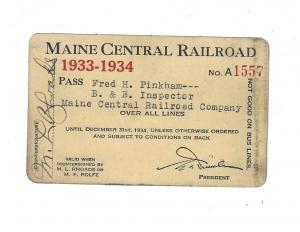 MAINE CENTRAL RAILROAD
1933-1934
No. A1557
PASS Fred H. Pinkham---
B. & B. Inspector
Maine Central Railroad Company
OVER ALL LINES
UNTIL DECEMBER 31ST, 1934, UNLESS OTHERWISE ORDERED
AND SUBJECT TO CONDITIONS ON BACK
VALID WHEN
COUNTERSIGNED BY
M. L. RHOADS OR
M. F. ROLFE
PRESIDENT
COUNTERSIGNED
M. L. Rhoads
NOT GOOD ON BUS LINES.